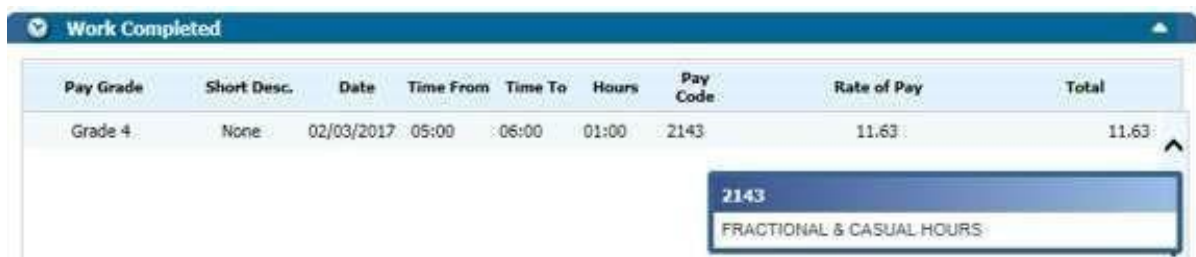 Work Completed
Pay Grade Short Desc. Date Time From Time To Hours Pay Code Rate of Pay Total
Grade 4 None 02/03/2017 05:00 06:00 01:00 2143 11.63 11.63
2143
FRACTIONAL & CASUAL HOURS